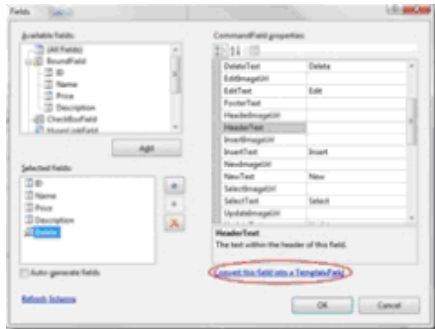 Fields
Available fields:
(All Fields)
BoundField
ID
Name
Price
Description
CheckBoxField
HyperLinkField
Add
Selected fields:
ID
Name
Price
Description
Delete
Auto-generate fields
Refresh Schema
CommandField properties:
DeleteText Delete
EditImageUrl
EditText Edit
FooterText
HeaderImageUrl
HeaderText
InsertImageUrl
InsertText Insert
NewImageUrl
NewText New
SelectImageUrl
SelectText Select
UpdateImageUrl
HeaderText
The text within the header of this field.
Convert this field into a TemplateField
OK Cancel